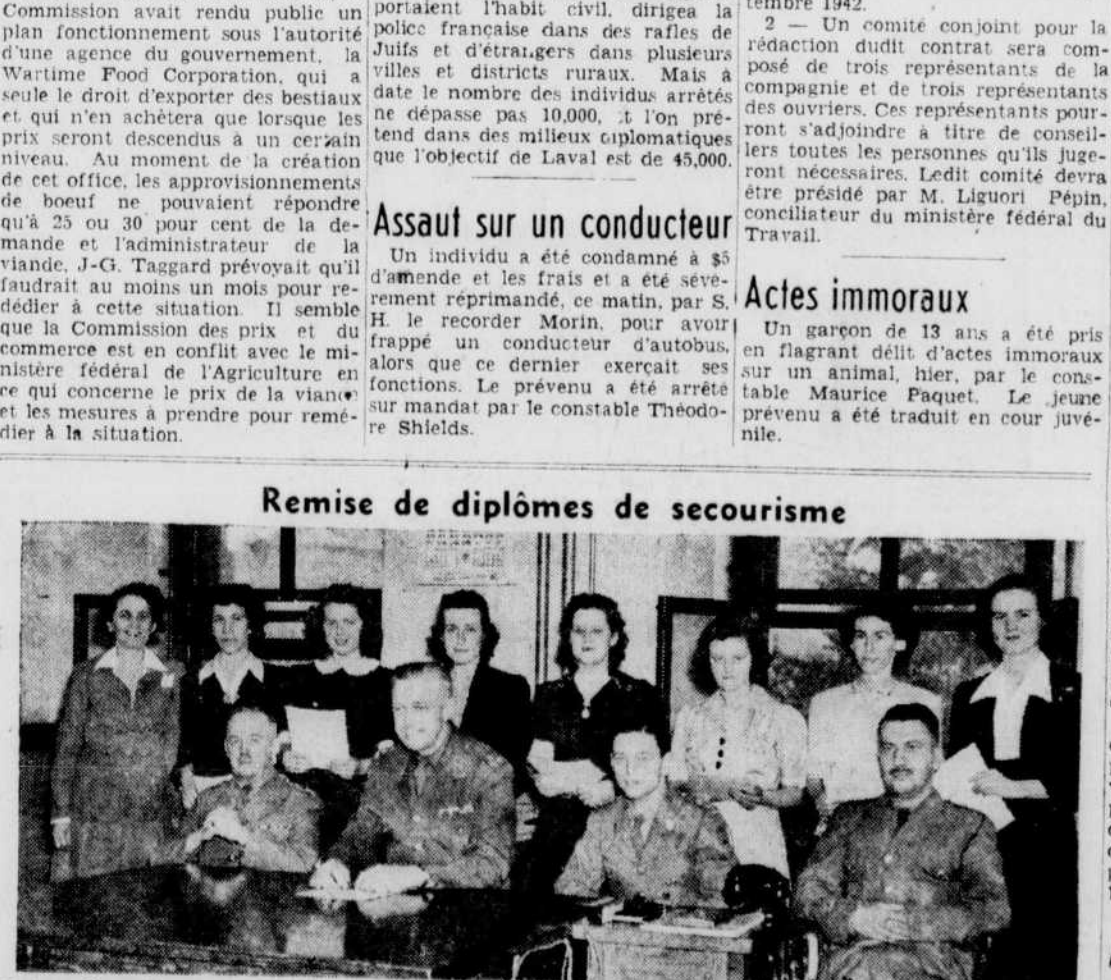 Commission avait rendu public un
plan fonctionnement sous l'autorité
d'une agence du gouvernement, la
Wartime Food Corporation, qui a
seule le droit d'exporter des bestiaux
et qui n'en achètera que lorsque les
prix seront descendus à un certain
niveau. Au moment de la création
de cet office, les approvisionnements
de boeuf ne pouvaient répondre
qu'à 25 ou 30 pour cent de la de-
mande et l'administrateur de la
viande, J-G. Taggard prévoyait qu'il
faudrait au moins un mois pour re-
dédier à cette situation. Il semble
que la Commission des prix et du
commerce est en conflit avec le mi-
nistère fédéral de l'Agriculture en
ce qui concerne le prix de la viande
et les mesures à prendre pour remé-
dier à la situation.
portaient l'habit civil, dirigea la
police française dans des rafles de
Juifs et d'étrangers dans plusieurs
villes et districts ruraux. Mais à
date le nombre des individus arrêtés
ne dépasse pas 10,000, et l'on pré-
tend dans des milieux diplomatiques
que l'objectif de Laval est de 45,000.
Assaut sur un conducteur
Un individu a été condamné à $5
d'amende et les frais et a été sévè-
rement réprimandé, ce matin, par S.
H. le recorder Morin, pour avoir
frappé un conducteur d'autobus,
alors que ce dernier exerçait ses
fonctions. Le prévenu a été arrêté
sur mandat par le constable Théodo-
re Shields.
tembre 1942.
2 — Un comité conjoint pour la
rédaction dudit contrat sera com-
posé de trois représentants de la
compagnie et de trois représentants
des ouvriers. Ces représentants pour-
ront s'adjoindre à titre de conseil-
lers toutes les personnes qu'ils juge-
ront nécessaires. Ledit comité devra
être présidé par M. Liguori Pépin,
conciliateur du ministère fédéral du
Travail.
Actes immoraux
Un garçon de 13 ans a été pris
en flagrant délit d'actes immoraux
sur un animal, hier, par le cons-
table Maurice Paquet. Le jeune
prévenu a été traduit en cour juvé-
nile.
Remise de diplômes de secourisme